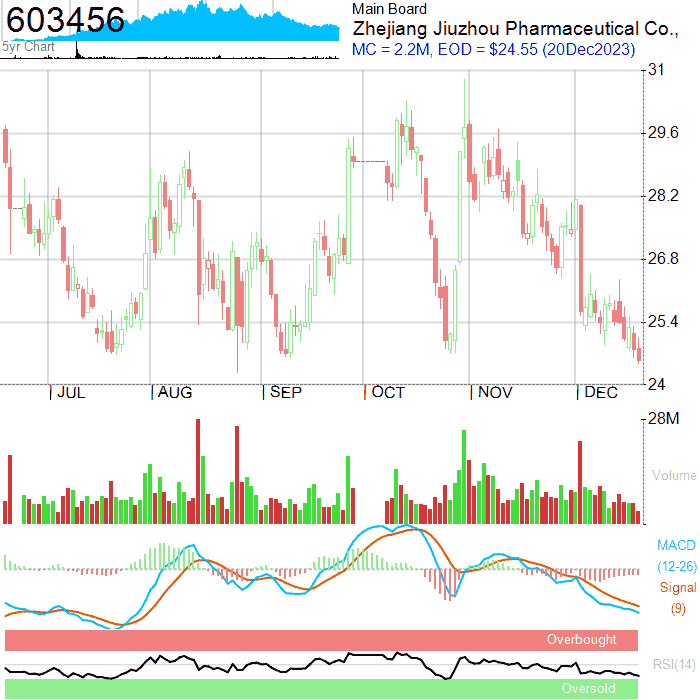 603456
Main Board
Zhejiang Jiuzhou Pharmaceutical Co.,
5yr Chart
MC = 2.2M, EOD = $24.55 (20Dec2023)
31
29.6
28.2
26.8
25.4
24
JUL
AUG
SEP
OCT
NOV
DEC
28M
Volume
MACD
(12-26)
Signal
(9)
Overbought
RSI(14)
Oversold